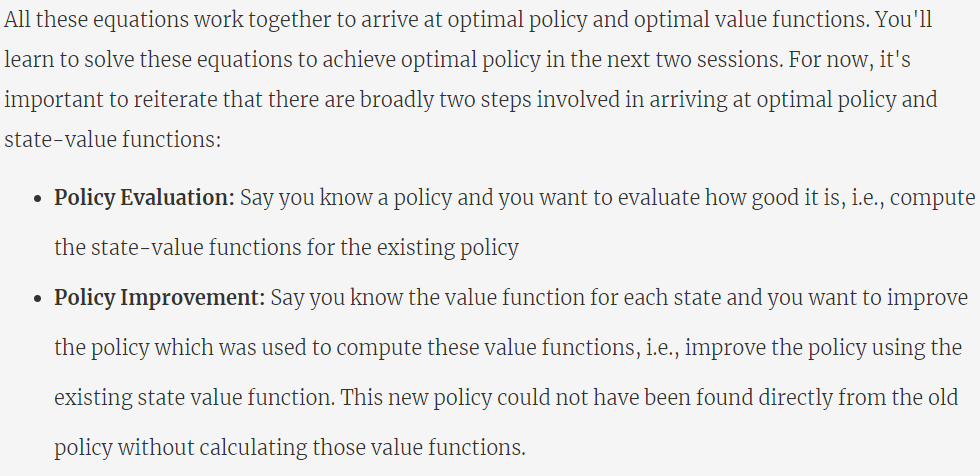 All these equations work together to arrive at optimal policy and optimal value functions. You'll
learn to solve these equations to achieve optimal policy in the next two sessions. For now, it's
important to reiterate that there are broadly two steps involved in arriving at optimal policy and
state-value functions:
• Policy Evaluation: Say you know a policy and you want to evaluate how good it is, i.e., compute
the state-value functions for the existing policy
• Policy Improvement: Say you know the value function for each state and you want to improve
the policy which was used to compute these value functions, i.e., improve the policy using the
existing state value function. This new policy could not have been found directly from the old
policy without calculating those value functions.